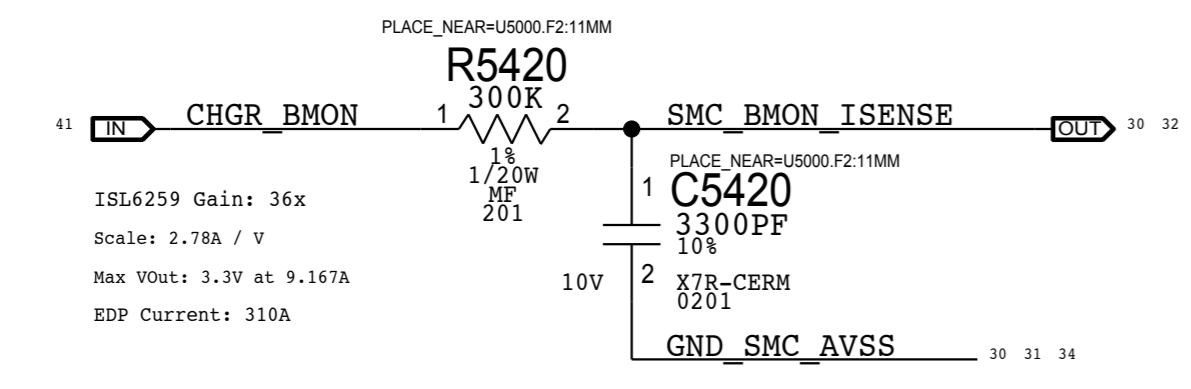 PLACE_NEAR=U5000.F2:11MM
R5420
300K
41 IN CHGR_BMON 1 2 SMC_BMON_ISENSE OUT 30 32
1%
1/20W
MF
201
PLACE_NEAR=U5000.F2:11MM
1 C5420
3300PF
10%
10V 2 X7R-CERM
0201
ISL6259 Gain: 36x
Scale: 2.78A / V
Max VOut: 3.3V at 9.167A
EDP Current: 310A
GND_SMC_AVSS 30 31 34